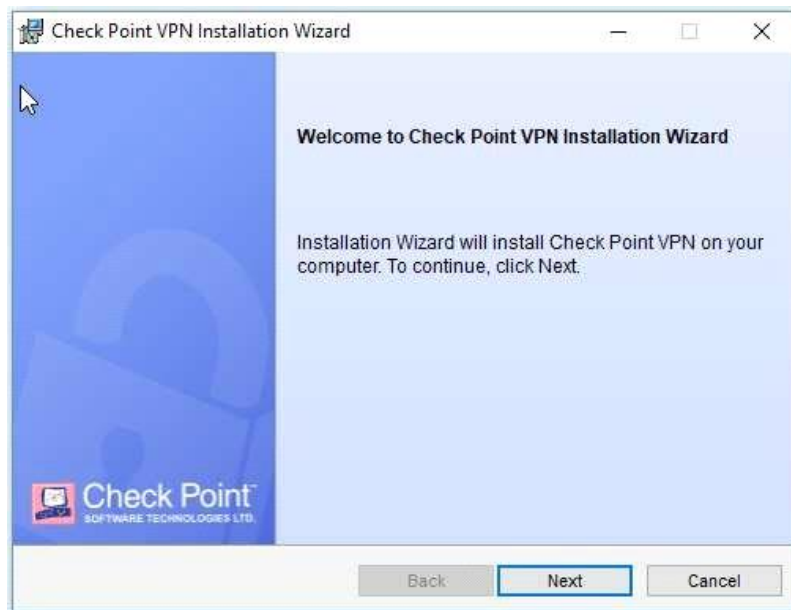 Check Point VPN Installation Wizard
Welcome to Check Point VPN Installation Wizard
Installation Wizard will install Check Point VPN on your
computer. To continue, click Next.
Check Point™
SOFTWARE TECHNOLOGIES LTD.
Back Next Cancel